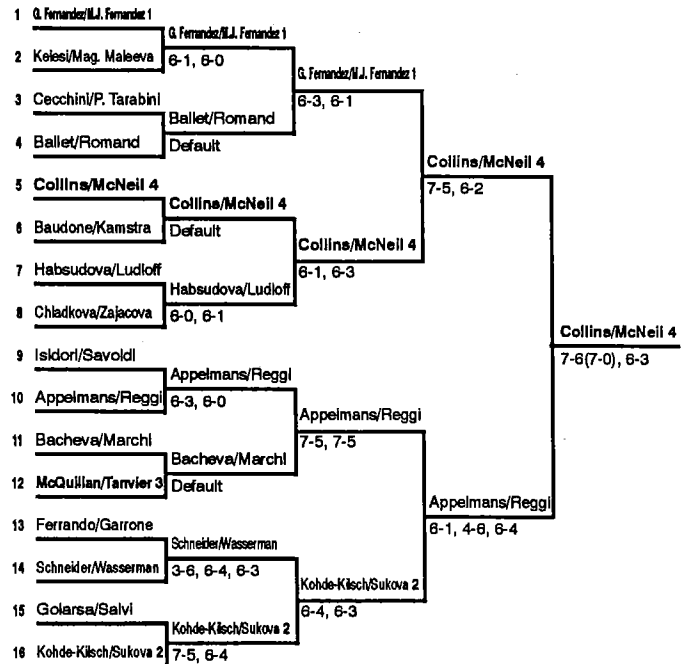 1 G. Fernandez/M.J. Fernandez 1
2 Kelesi/Mag. Maleeva
3 Cecchini/P. Tarabini
4 Ballet/Romand
5 Collins/McNeil 4
6 Baudone/Kamstra
7 Habsudova/Ludloff
8 Chladkova/Zajacova
9 Isidori/Savoldi
10 Appelmans/Reggi
11 Bacheva/Marchi
12 McQuillan/Tanvier 3
13 Ferrando/Garrone
14 Schneider/Wasserman
15 Golarsa/Salvi
16 Kohde-Kilsch/Sukova 2
G. Fernandez/M.J. Fernandez 1
6-1, 6-0
Ballet/Romand
Default
Collins/McNeil 4
Default
Habsudova/Ludloff
6-0, 6-1
Appelmans/Reggi
6-3, 6-0
Bacheva/Marchi
Default
Schneider/Wasserman
3-6, 6-4, 6-3
Kohde-Kilsch/Sukova 2
7-5, 6-4
G. Fernandez/M.J. Fernandez 1
6-3, 6-1
Collins/McNeil 4
6-1, 6-3
Appelmans/Reggi
7-5, 7-5
Kohde-Kilsch/Sukova 2
6-4, 6-3
Collins/McNeil 4
7-5, 6-2
Appelmans/Reggi
6-1, 4-6, 6-4
Collins/McNeil 4
7-6(7-0), 6-3